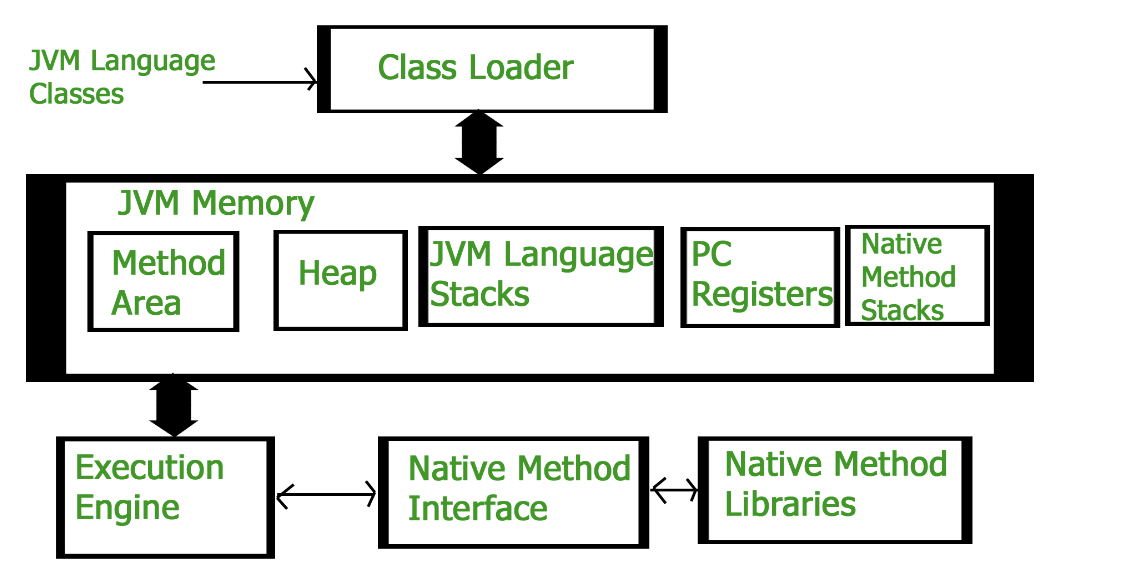 JVM Language
Classes
Class Loader
JVM Memory
Method
Area
Heap
JVM Language
Stacks
PC
Registers
Native
Method
Stacks
Execution
Engine
Native Method
Interface
Native Method
Libraries